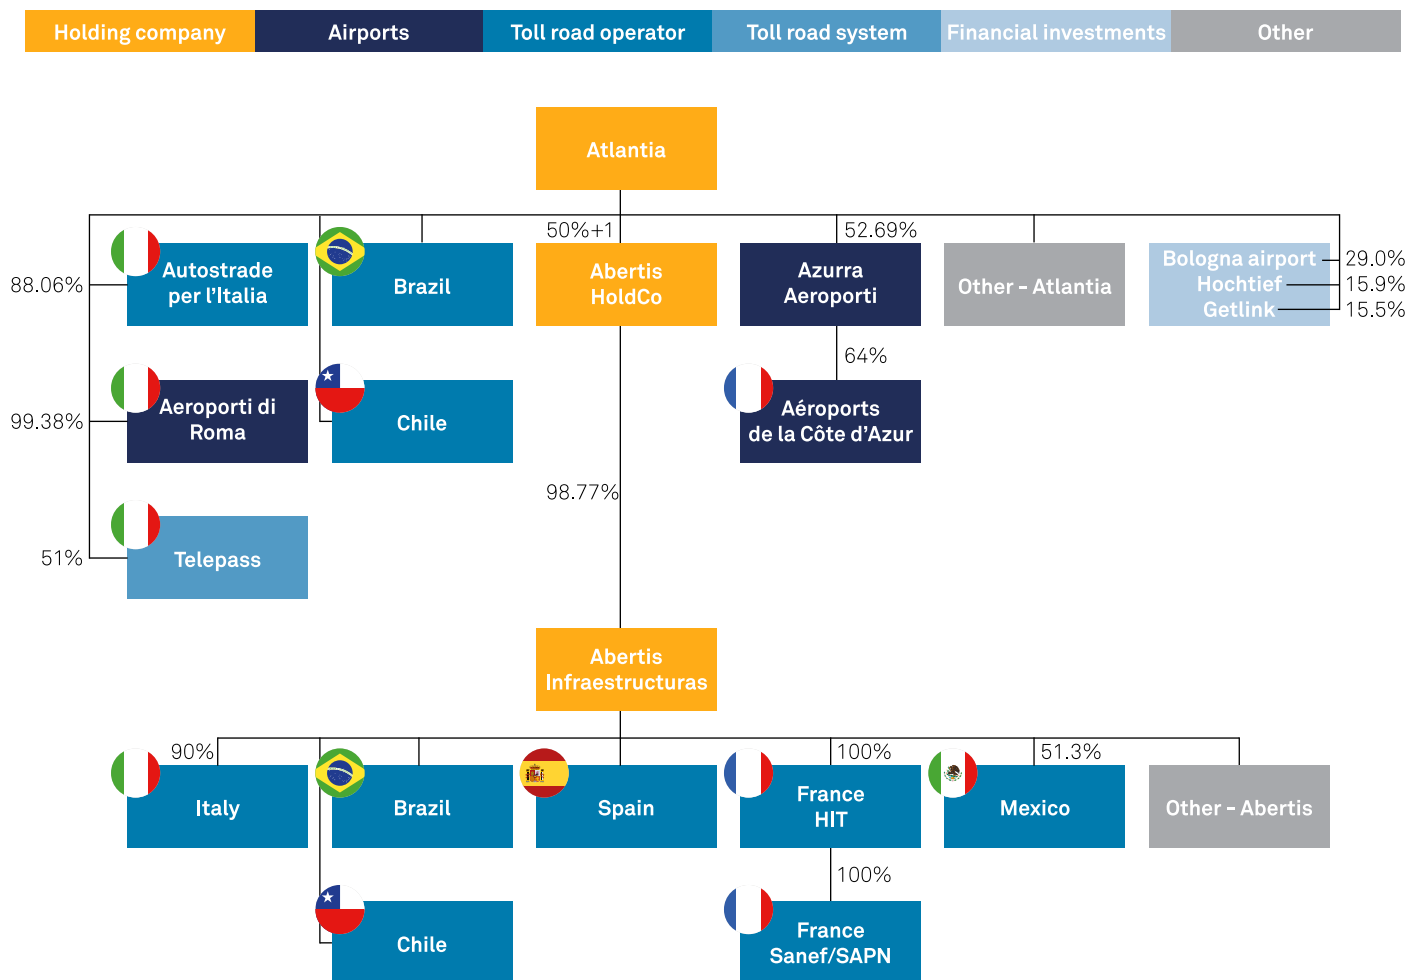 Holding company
Airports
Toll road operator
Toll road system
Financial investments
Other
Atlantia
50%+1
52.69%
88.06%
Autostrade
per l'Italia
Brazil
Abertis
HoldCo
Azurra
Aeroporti
Other – Atlantia
Bologna airport
29.0%
Hochtief
15.9%
Getlink
15.5%
64%
99.38%
Aeroporti di
Roma
Chile
Aéroports
de la Côte d'Azur
98.77%
51%
Telepass
Abertis
Infraestructuras
90%
100%
51.3%
Italy
Brazil
Spain
France
HIT
Mexico
Other – Abertis
100%
Chile
France
Sanef/SAPN